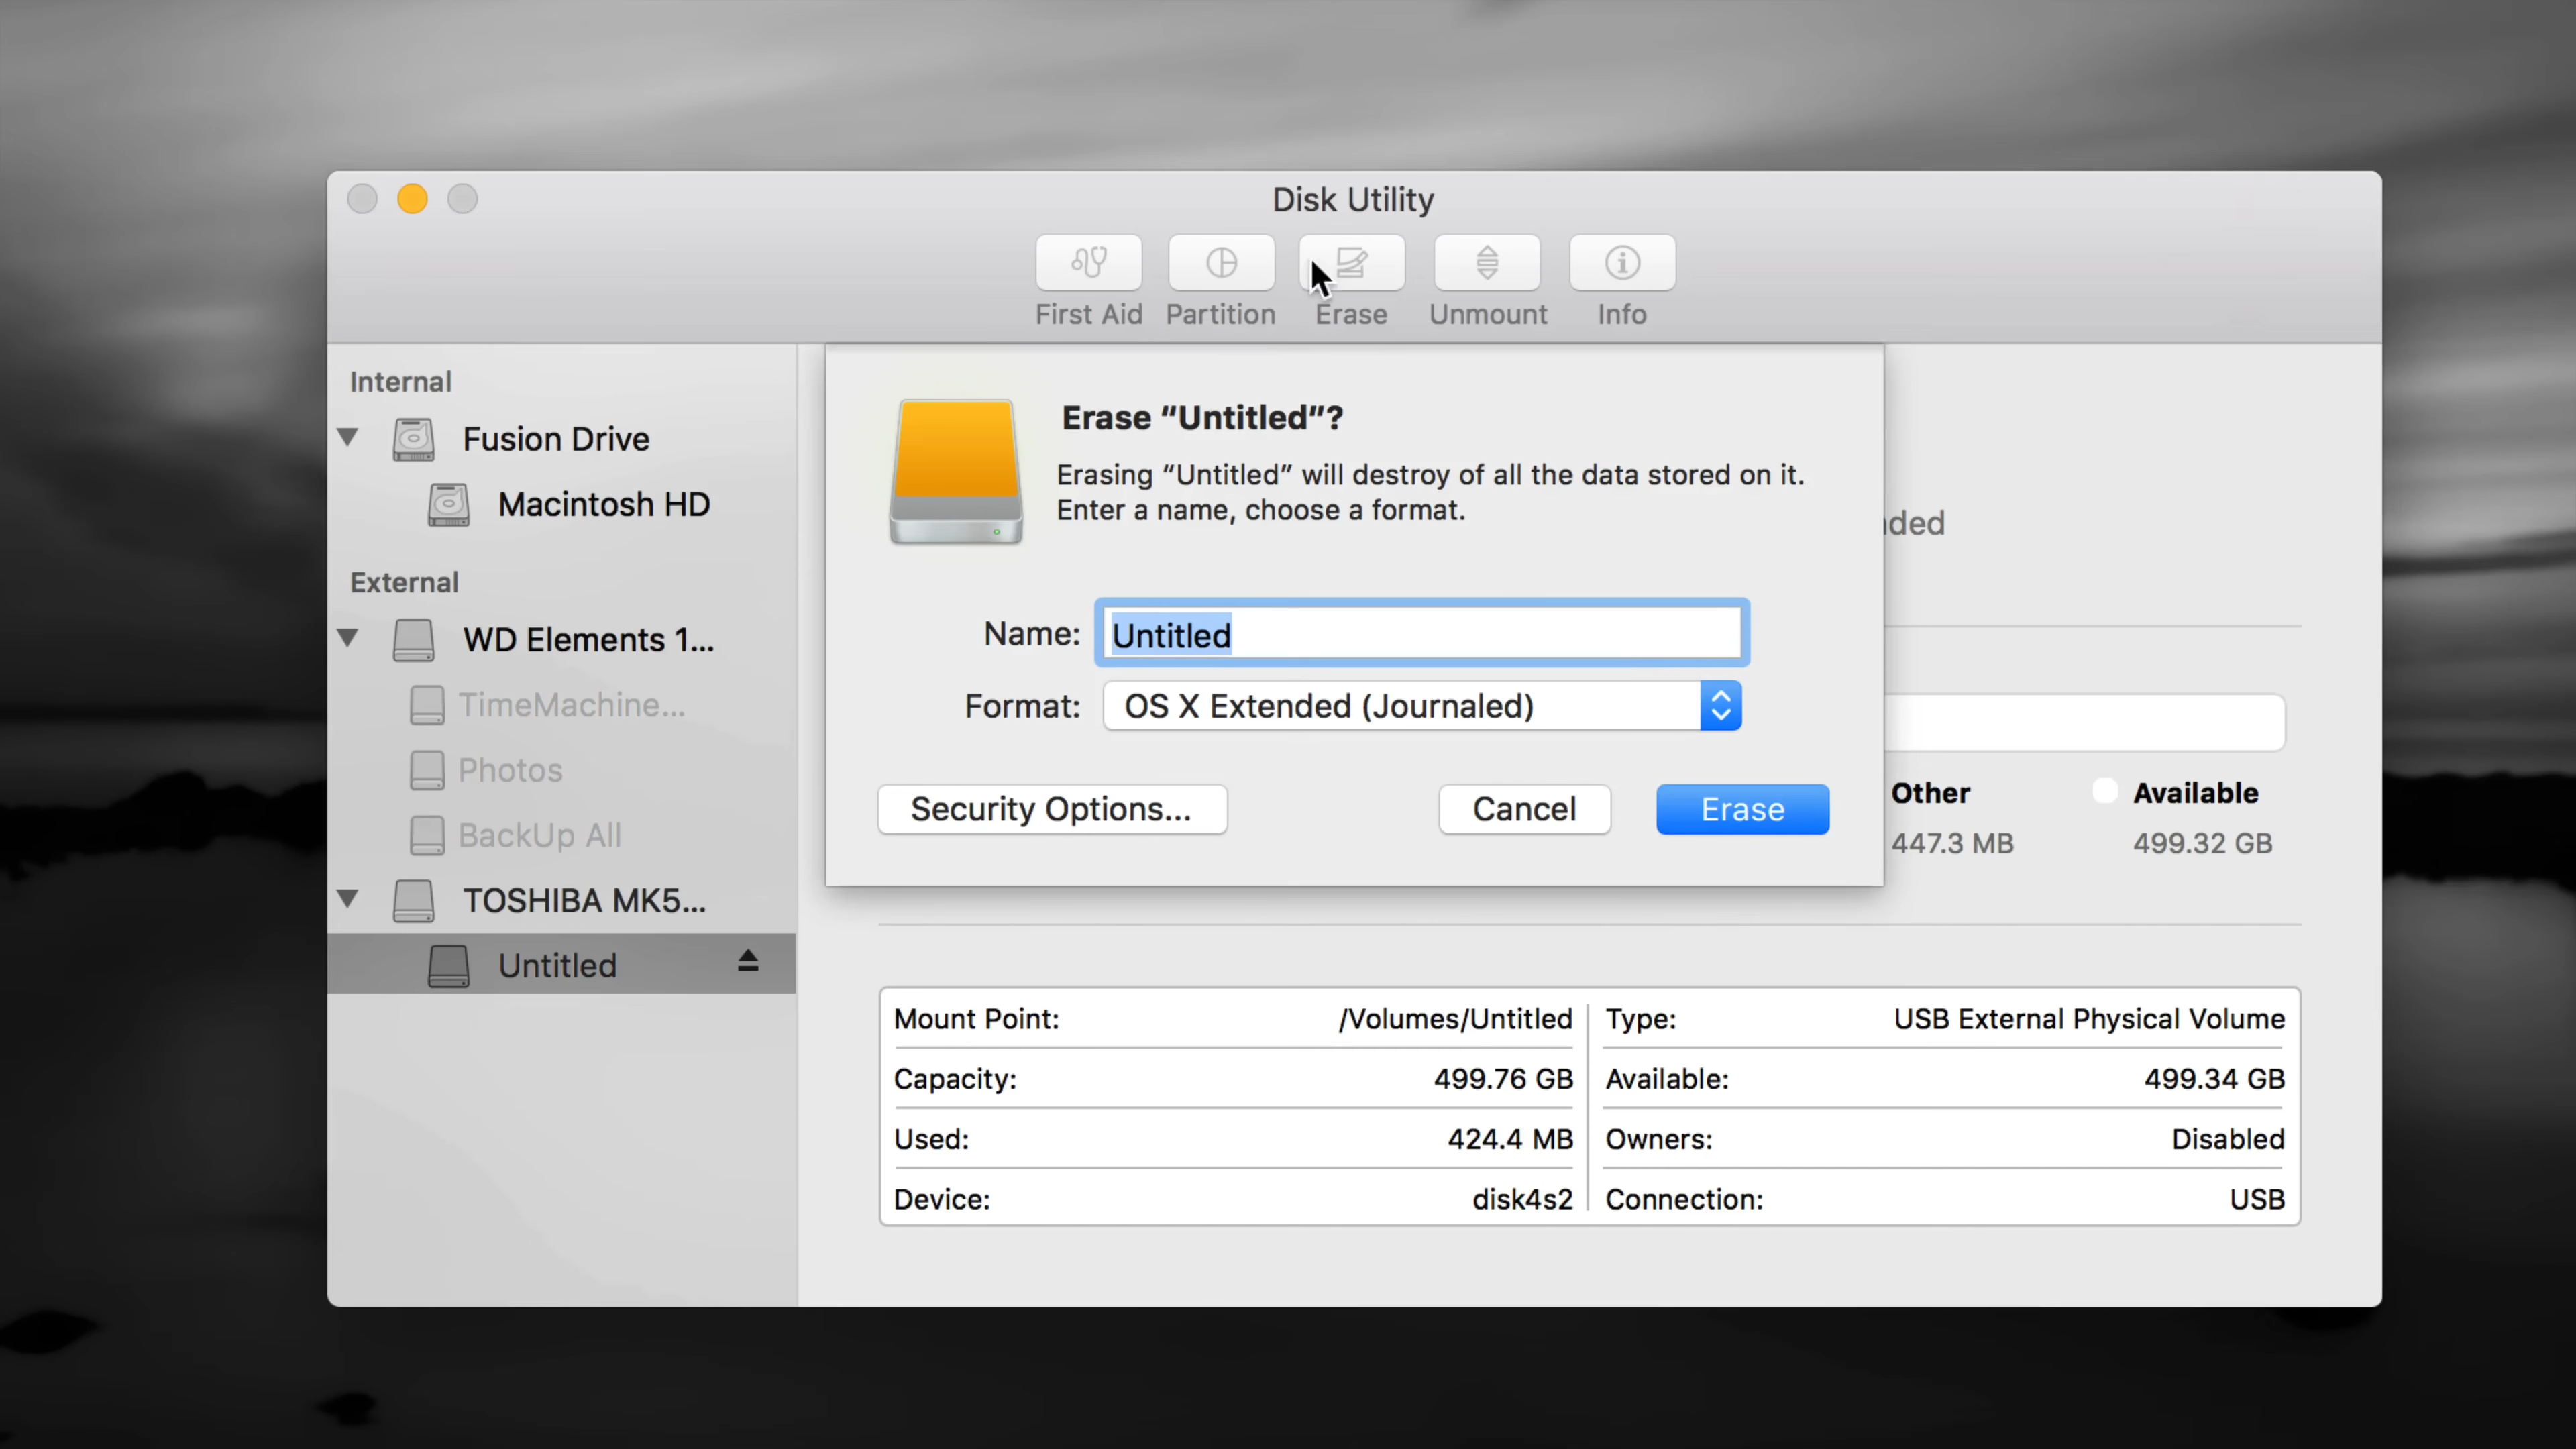 Disk Utility
First Aid
Partition
Erase
Unmount
Info
Internal
Fusion Drive
Macintosh HD
External
WD Elements 1...
TimeMachine...
Photos
BackUp All
TOSHIBA MK5...
Untitled
Erase “Untitled”?
Erasing “Untitled” will destroy of all the data stored on it.
Enter a name, choose a format.
Name: Untitled
Format: OS X Extended (Journaled)
Security Options...
Cancel
Erase
Other
447.3 MB
Available
499.32 GB
Mount Point: /Volumes/Untitled
Capacity: 499.76 GB
Used: 424.4 MB
Device: disk4s2
Type: USB External Physical Volume
Available: 499.34 GB
Owners: Disabled
Connection: USB